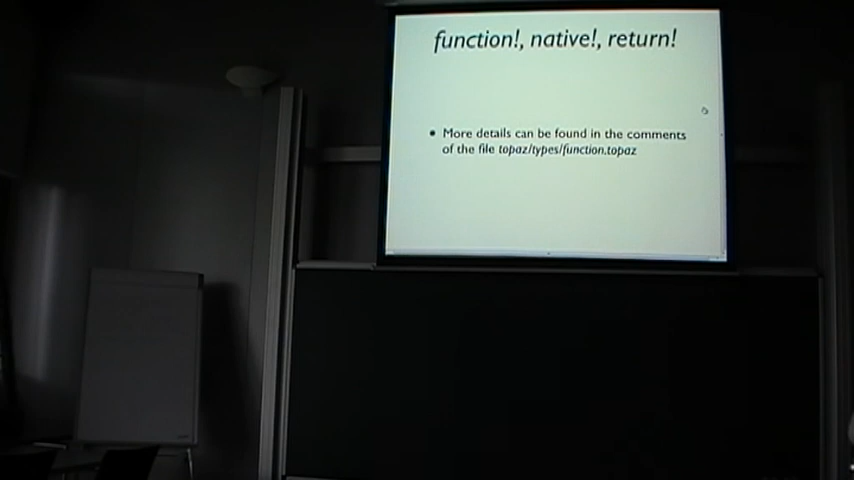 function!, native!, return!
• More details can be found in the comments
of the file topaz/types/function.topaz